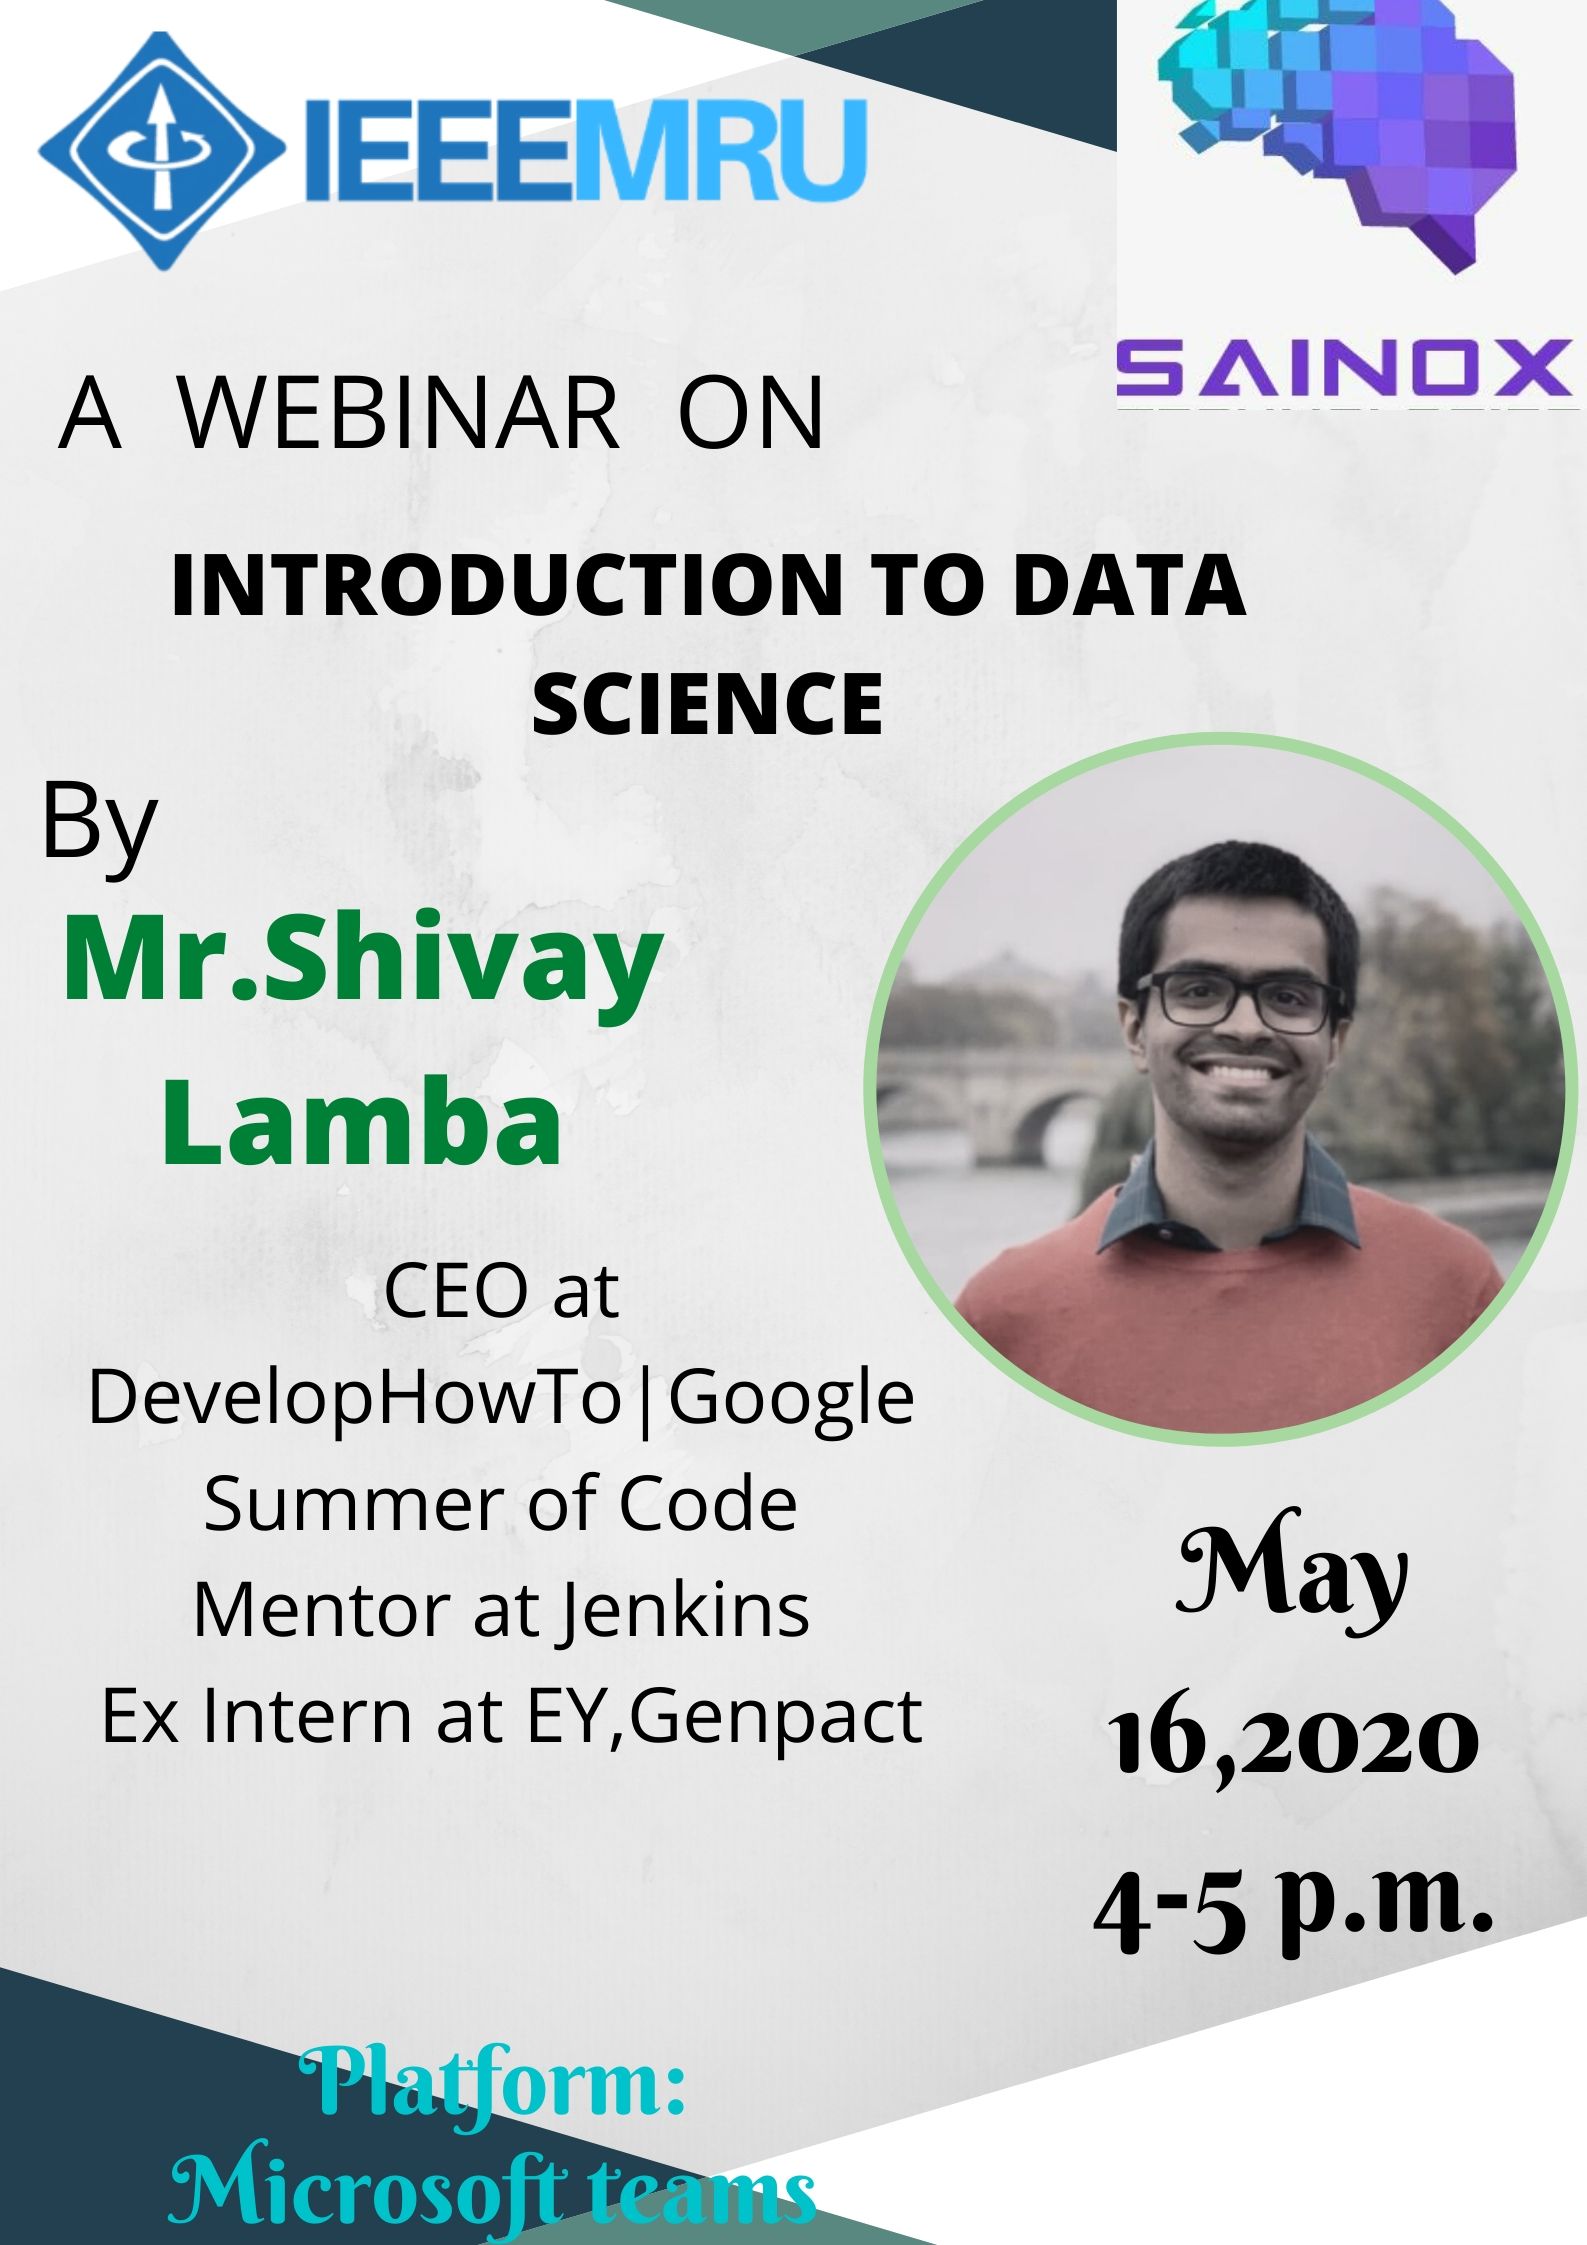 IEEEMRU
SAINOX
A WEBINAR ON
INTRODUCTION TO DATA
SCIENCE
By
Mr.Shivay
Lamba
CEO at
DevelopHowTo|Google
Summer of Code
Mentor at Jenkins
Ex Intern at EY,Genpact
May
16,2020
4-5 p.m.
Platform:
Microsoft teams